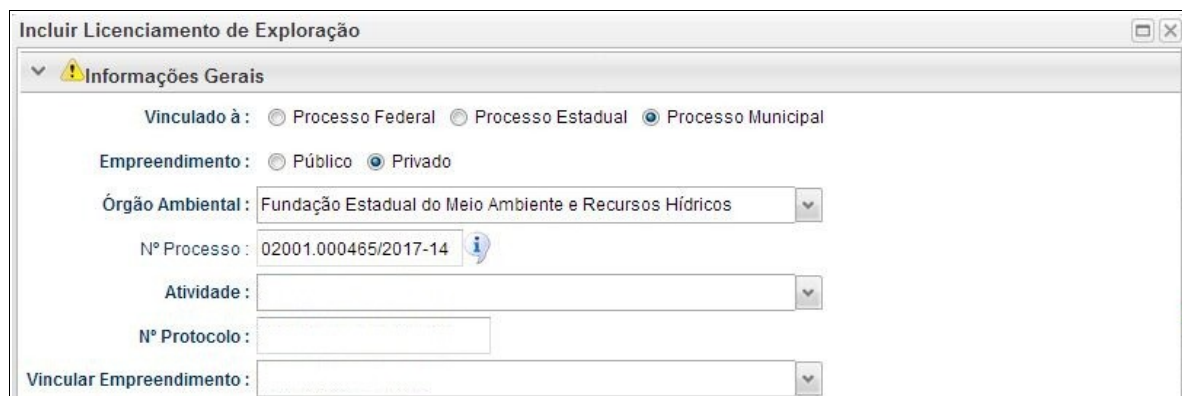 Incluir Licenciamento de Exploração
Informações Gerais
Vinculado à : Processo Federal Processo Estadual Processo Municipal
Empreendimento : Público Privado
Órgão Ambiental : Fundação Estadual do Meio Ambiente e Recursos Hídricos
Nº Processo : 02001.000465/2017-14
Atividade :
Nº Protocolo :
Vincular Empreendimento :